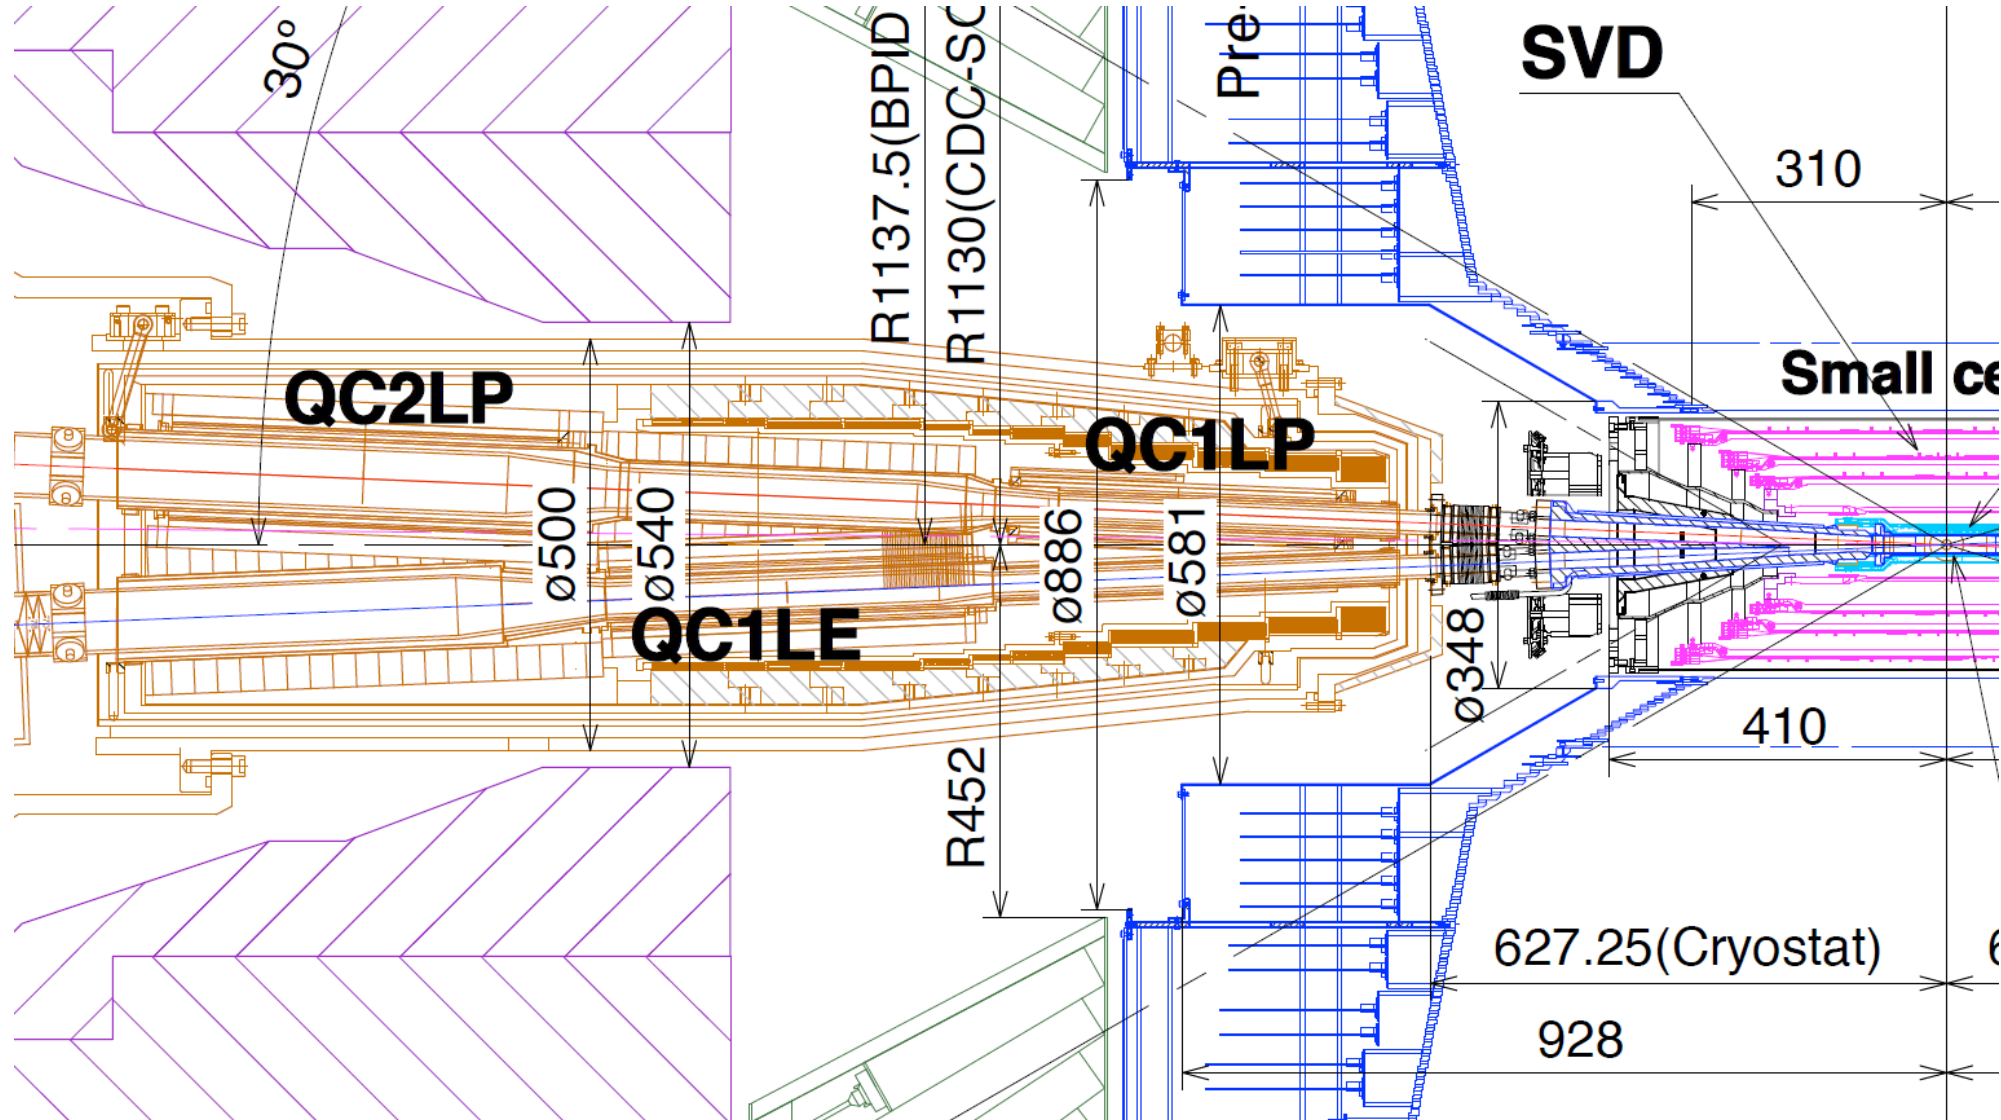 30°
R1137.5(BPID
R1130(CDC-SC
Pre-
SVD
310
Small ce
QC2LP
QC1LP
ø500
ø540
ø886
ø581
QC1LE
ø348
R452
410
627.25(Cryostat)
6
928